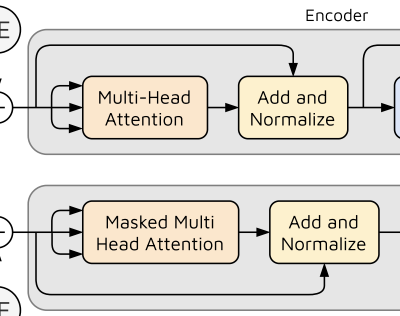 E
Encoder
Multi-Head
Attention
Add and
Normalize
Masked Multi
Head Attention
Add and
Normalize
E